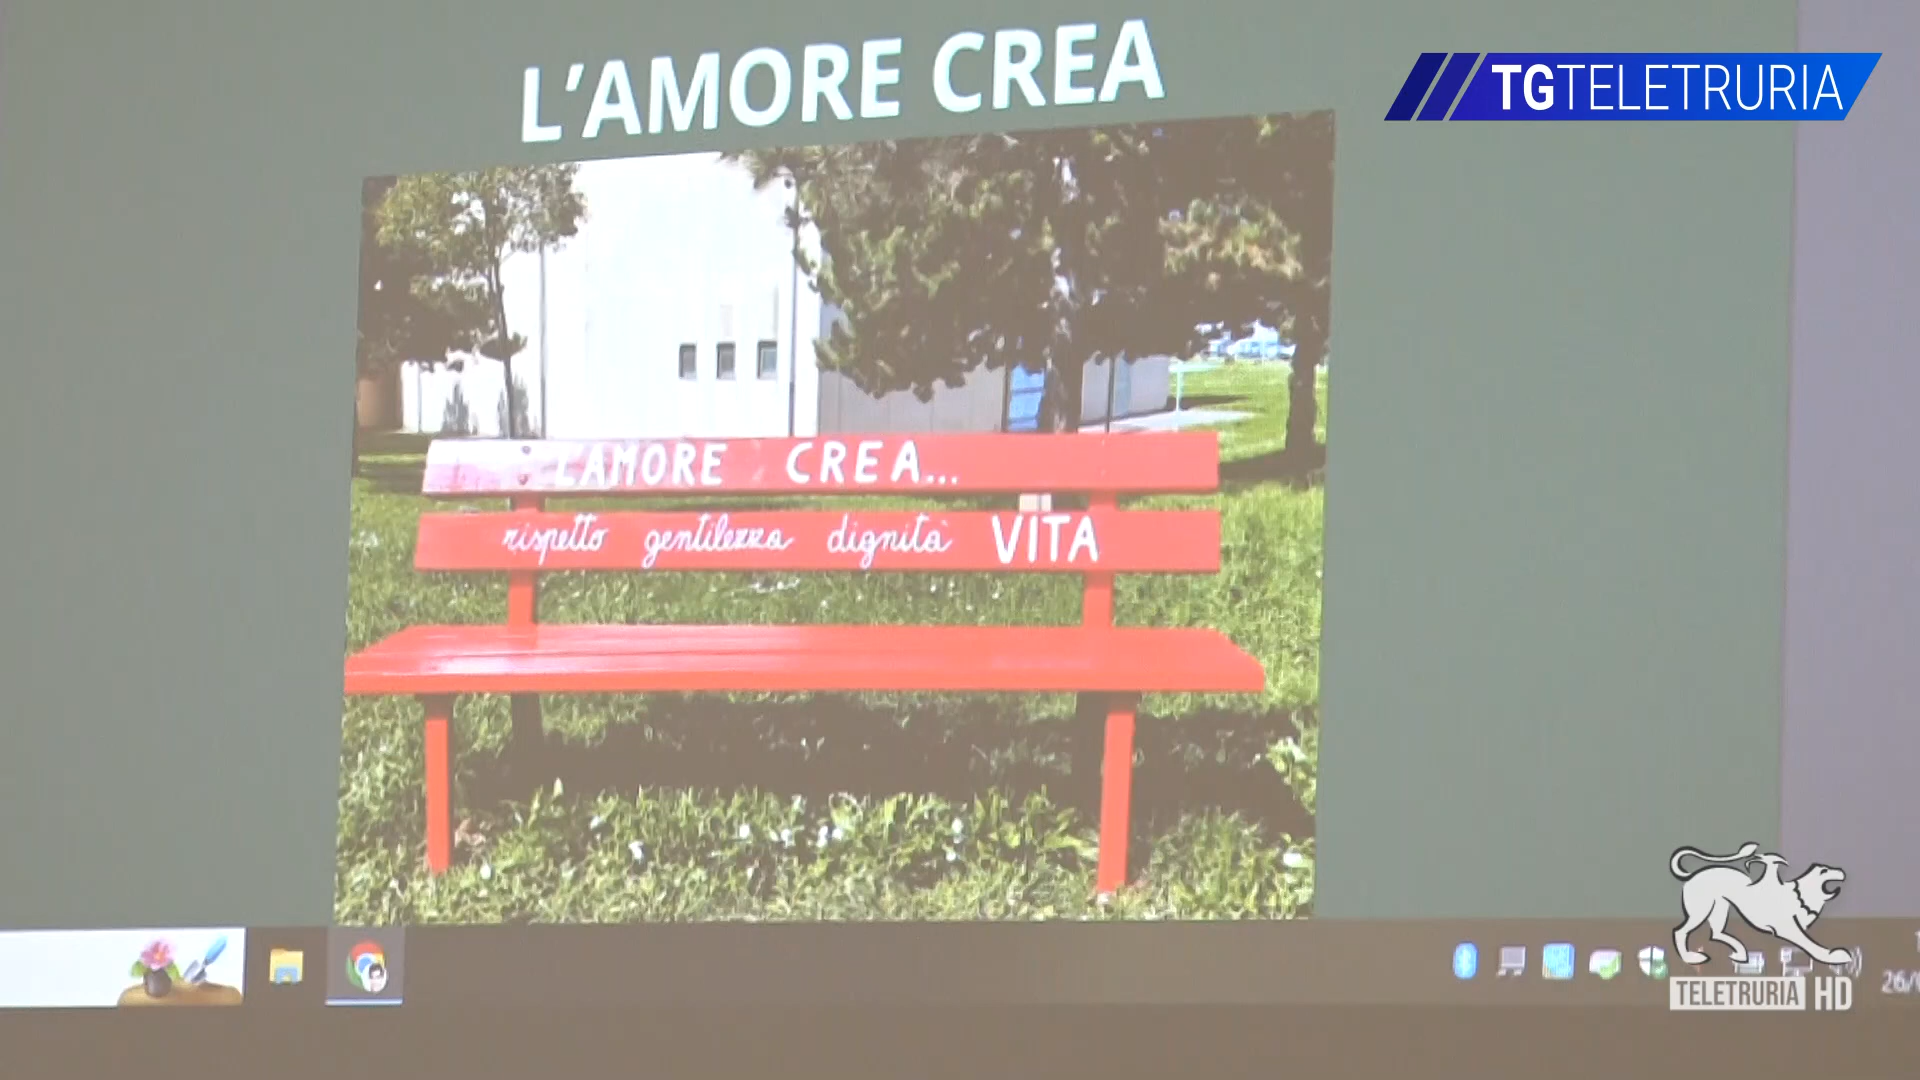 L'AMORE CREA
TGTELETRURIA
L'AMORE CREA...
rispetto gentilezza dignità VITA
TELETRURIA HD